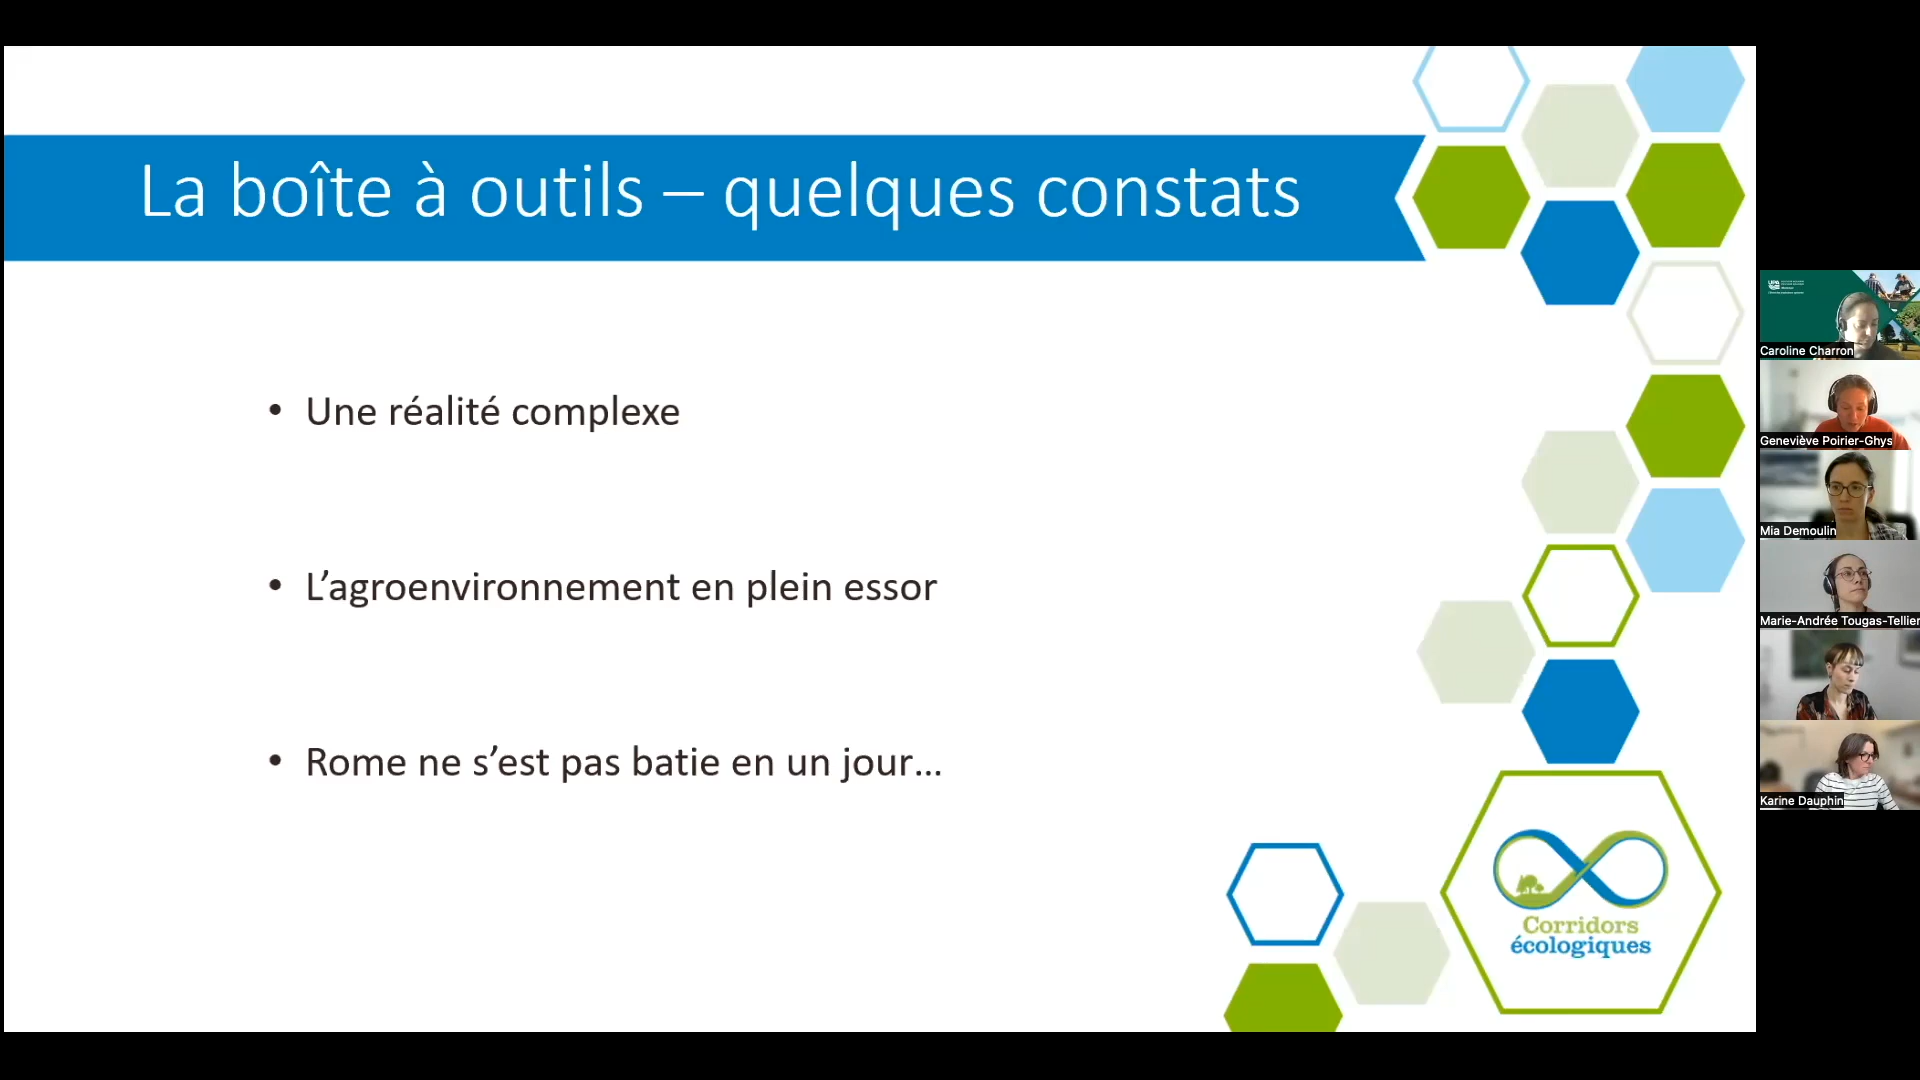 La boîte à outils – quelques constats
• Une réalité complexe
• L’agroenvironnement en plein essor
• Rome ne s’est pas batie en un jour...
Corridors
écologiques
UPA
Caroline Charron
Geneviève Poirier-Ghys
Mia Demoulin
Marie-Andrée Tougas-Tellier
Karine Dauphin